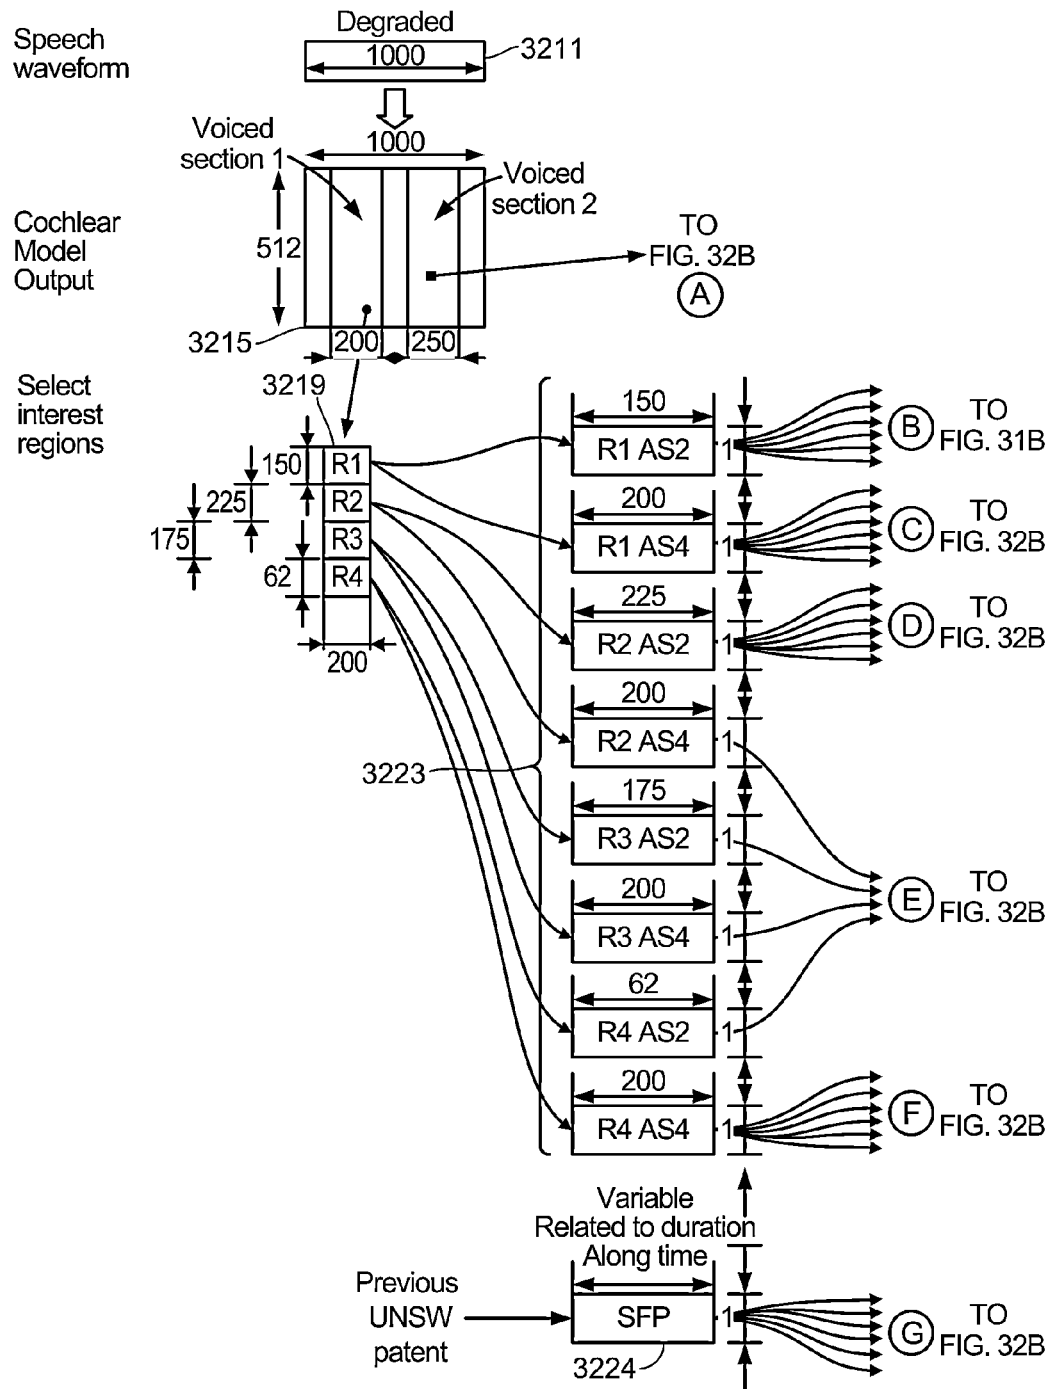 Speech
waveform
Degraded
1000
3211
1000
Voiced
section 1
Voiced
section 2
Cochlear
Model
Output
512
TO
FIG. 32B
A
3215
200
250
Select
interest
regions
3219
150
225
175
62
R1
R2
R3
R4
200
3223
150
R1 AS2
1
B
TO
FIG. 31B
200
R1 AS4
1
C
TO
FIG. 32B
225
R2 AS2
1
D
TO
FIG. 32B
200
R2 AS4
1
175
R3 AS2
1
E
TO
FIG. 32B
200
R3 AS4
1
62
R4 AS2
1
200
R4 AS4
1
F
TO
FIG. 32B
Variable
Related to duration
Along time
Previous
UNSW
patent
SFP
1
3224
G
TO
FIG. 32B